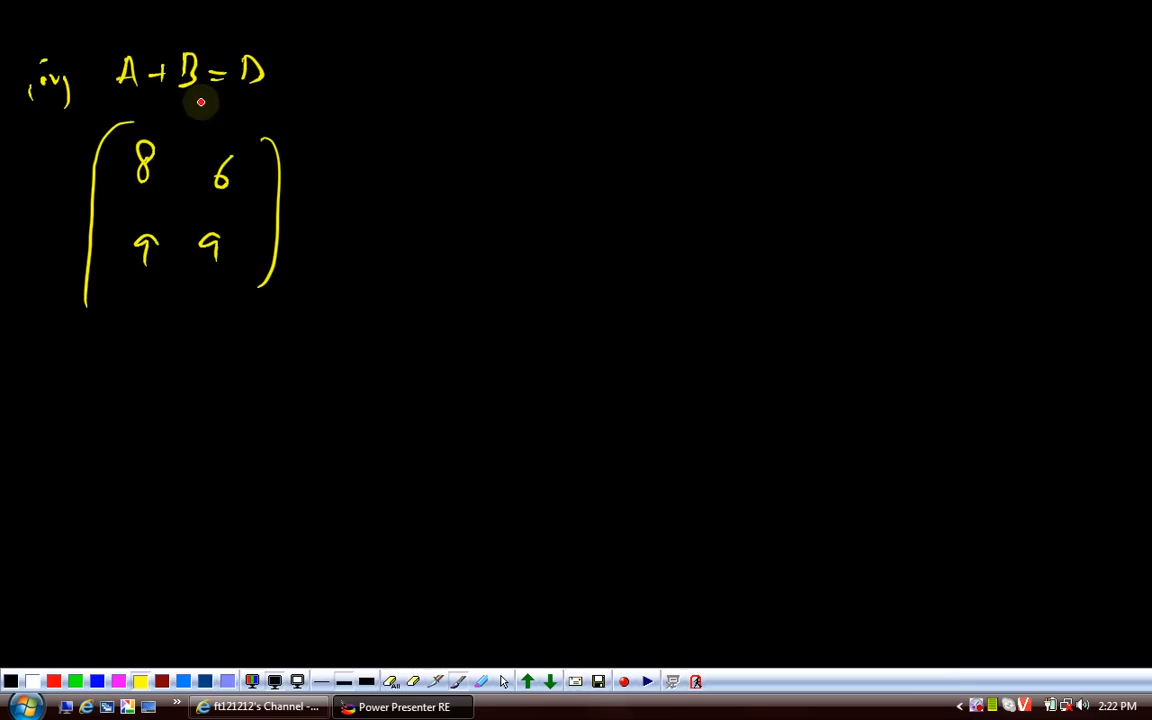 iv) A + B = D
8 6
9 9
ft121212's Channel - ...
Power Presenter RE
2:22 PM